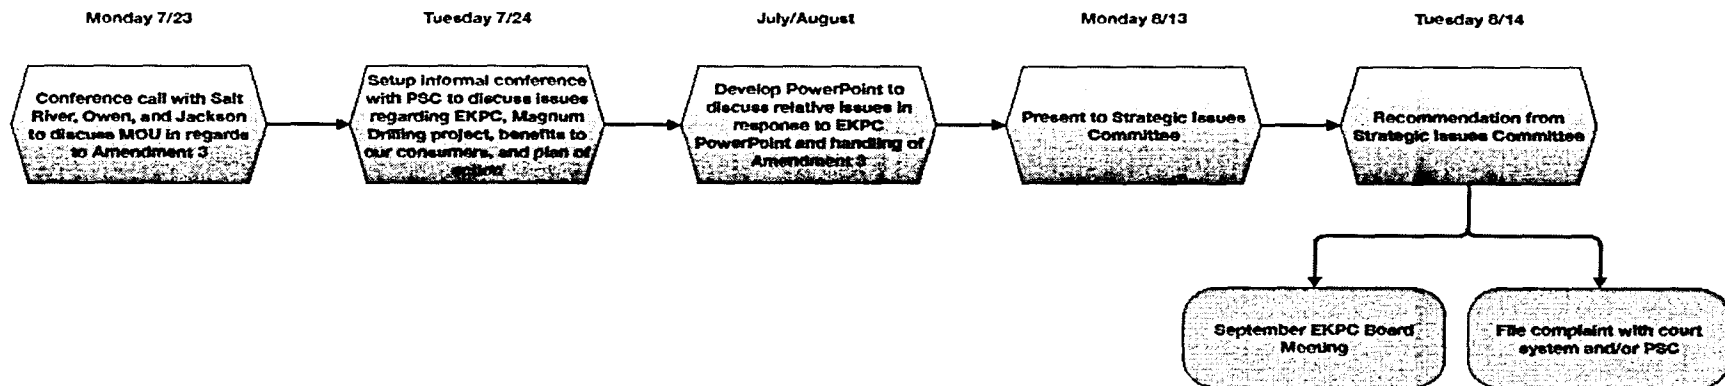 Monday 7/23
Tuesday 7/24
July/August
Monday 8/13
Tuesday 8/14
Conference call with Salt
River, Owen, and Jackson
to discuss MOU in regards
to Amendment 3
Setup informal conference
with PSC to discuss issues
regarding EKPC, Magnum
Drilling project, benefits to
our consumers, and plan of
action
Develop PowerPoint to
discuss relative issues in
response to EKPC
PowerPoint and handling of
Amendment 3
Present to Strategic Issues
Committee
Recommendation from
Strategic Issues Committee
September EKPC Board
Meeting
File complaint with court
system and/or PSC